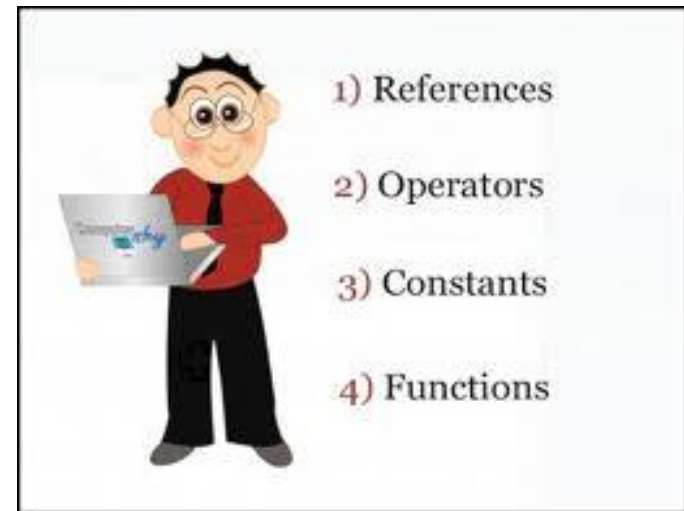 1) References
2) Operators
3) Constants
4) Functions